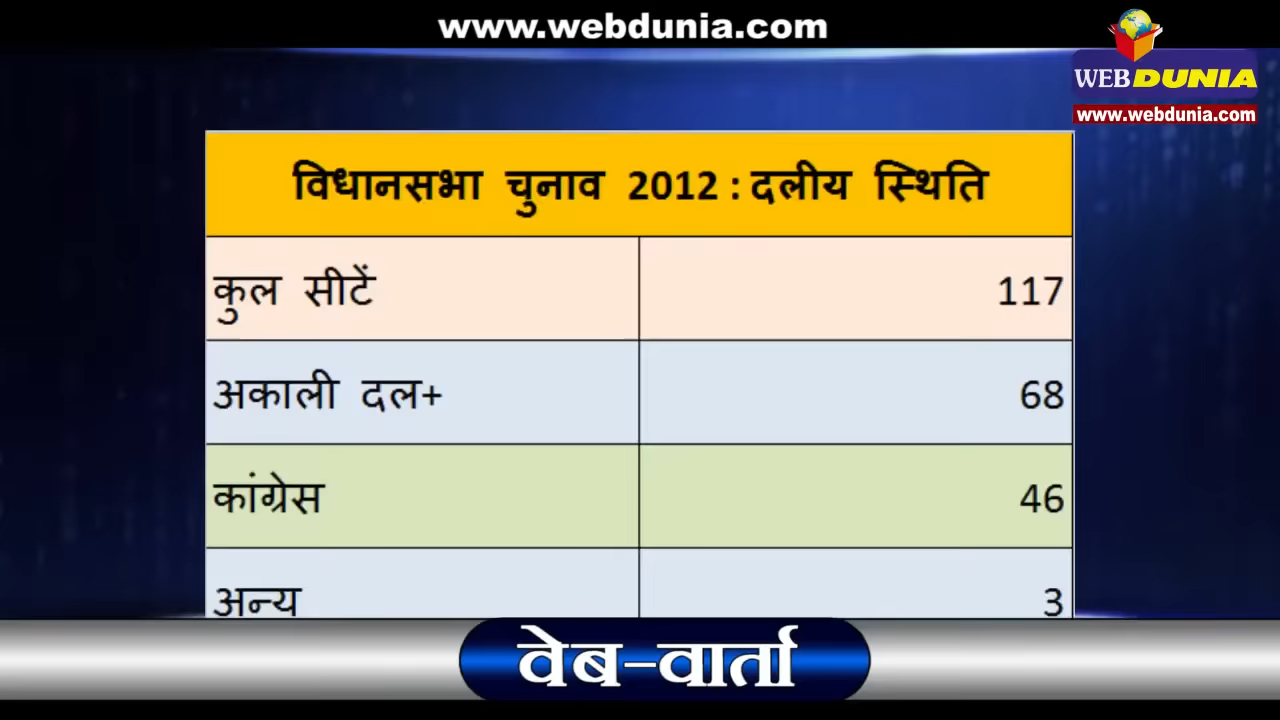 www.webdunia.com
WEBDUNIA
www.webdunia.com
विधानसभा चुनाव 2012 : दलीय स्थिति
कुल सीटें 117
अकाली दल+ 68
कांग्रेस 46
अन्य 3
वेब-वार्ता